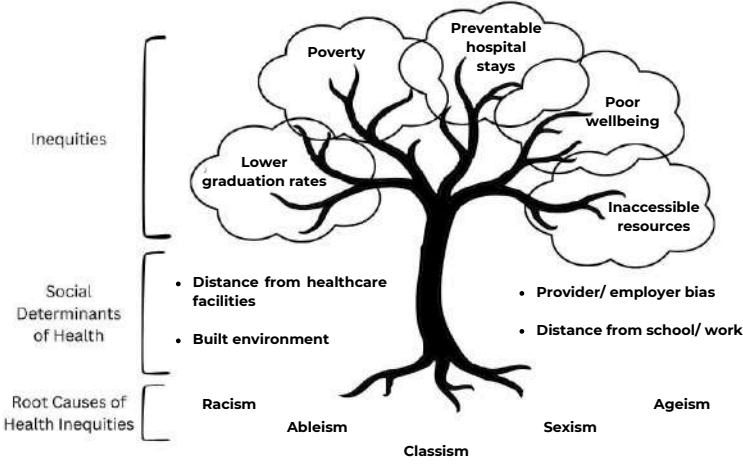 Inequities
Poverty
Preventable
hospital
stays
Poor
wellbeing
Lower
graduation rates
Inaccessible
resources
Social
Determinants
of Health
• Distance from healthcare
facilities
• Built environment
• Provider/ employer bias
• Distance from school/ work
Root Causes of
Health Inequities
Racism
Ableism
Classism
Sexism
Ageism